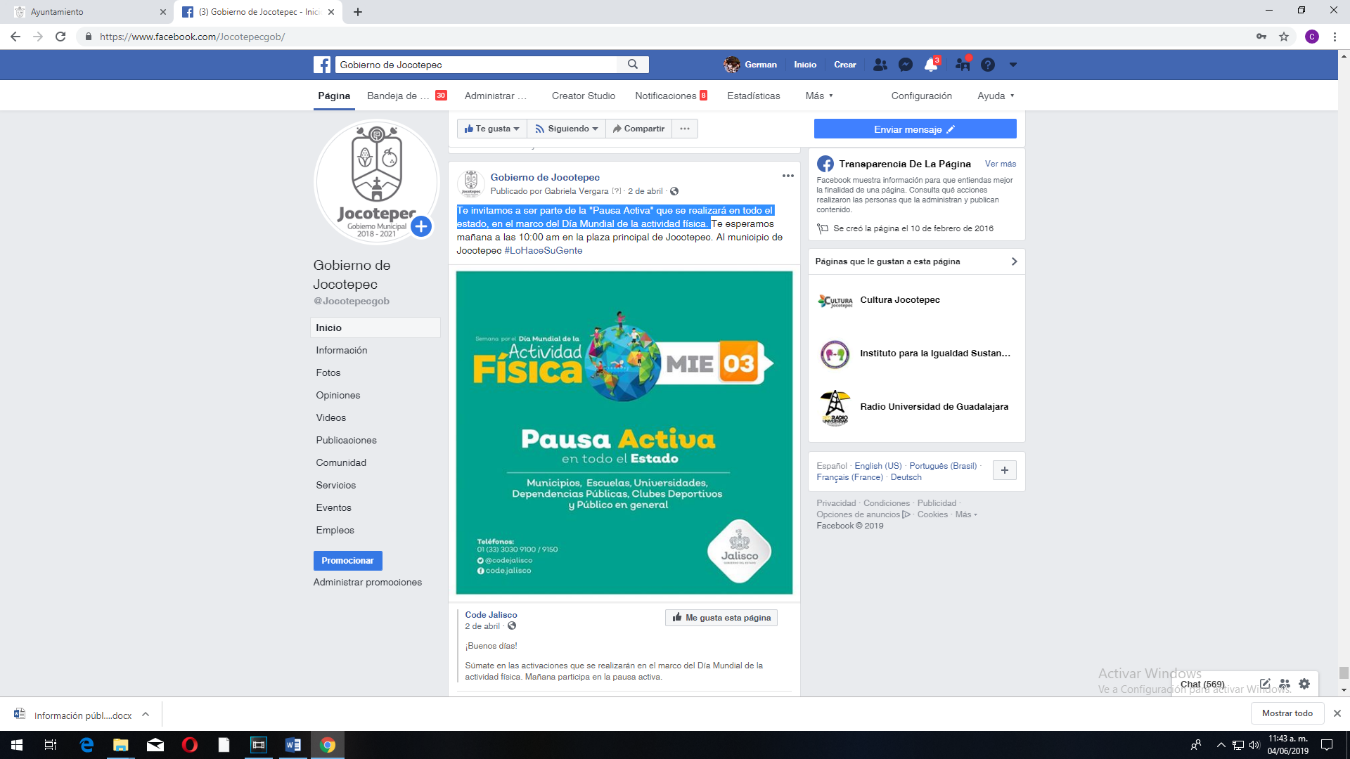 Ayuntamiento
(3) Gobierno de Jocotepec - Inic
https://www.facebook.com/Jocotepecgob/
Gobierno de Jocotepec
German
Inicio
Crear
3
Página
Bandeja de ... 30
Administrar ...
Creator Studio
Notificaciones 8
Estadísticas
Más
Configuración
Ayuda
Jocotepec
Gobierno Municipal
2018 - 2021
Gobierno de
Jocotepec
@Jocotepecgob
Inicio
Información
Fotos
Opiniones
Videos
Publicaciones
Comunidad
Servicios
Eventos
Empleos
Promocionar
Administrar promociones
Te gusta
Siguiendo
Compartir
...
Enviar mensaje
Gobierno de Jocotepec
Publicado por Gabriela Vergara [?] · 2 de abril ·
Te invitamos a ser parte de la "Pausa Activa" que se realizará en todo el
estado, en el marco del Día Mundial de la actividad física. Te esperamos
mañana a las 10:00 am en la plaza principal de Jocotepec. Al municipio de
Jocotepec #LoHaceSuGente
Semana por el Día Mundial de la
Actividad
FÍSICA
MIE 03
Pausa Activa
en todo el Estado
Municipios, Escuelas, Universidades,
Dependencias Públicas, Clubes Deportivos
y Público en general
Teléfonos:
01 (33) 3030 9100 / 9150
@codejalisco
code.jalisco
Jalisco
Code Jalisco
2 de abril ·
Me gusta esta página
¡Buenos días!
Súmate en las activaciones que se realizarán en el marco del Día Mundial de la
actividad física. Mañana participa en la pausa activa.
Transparencia De La Página
Ver más
Facebook muestra información para que entiendas mejor
la finalidad de una página. Consulta qué acciones
realizaron las personas que la administran y publican
contenido.
Se creó la página el 10 de febrero de 2016
Páginas que le gustan a esta página
CULTURA
Jocotepec
Cultura Jocotepec
Instituto para la Igualdad Sustan...
RADIO
Radio Universidad de Guadalajara
Español · English (US) · Português (Brasil) ·
Français (France) · Deutsch
Privacidad · Condiciones · Publicidad ·
Opciones de anuncios · Cookies · Más
Facebook © 2019
Activar Windows
Ve a Configuración para activar Windows.
Chat (569)
Información públ....docx
Mostrar todo
11:43 a. m.
04/06/2019